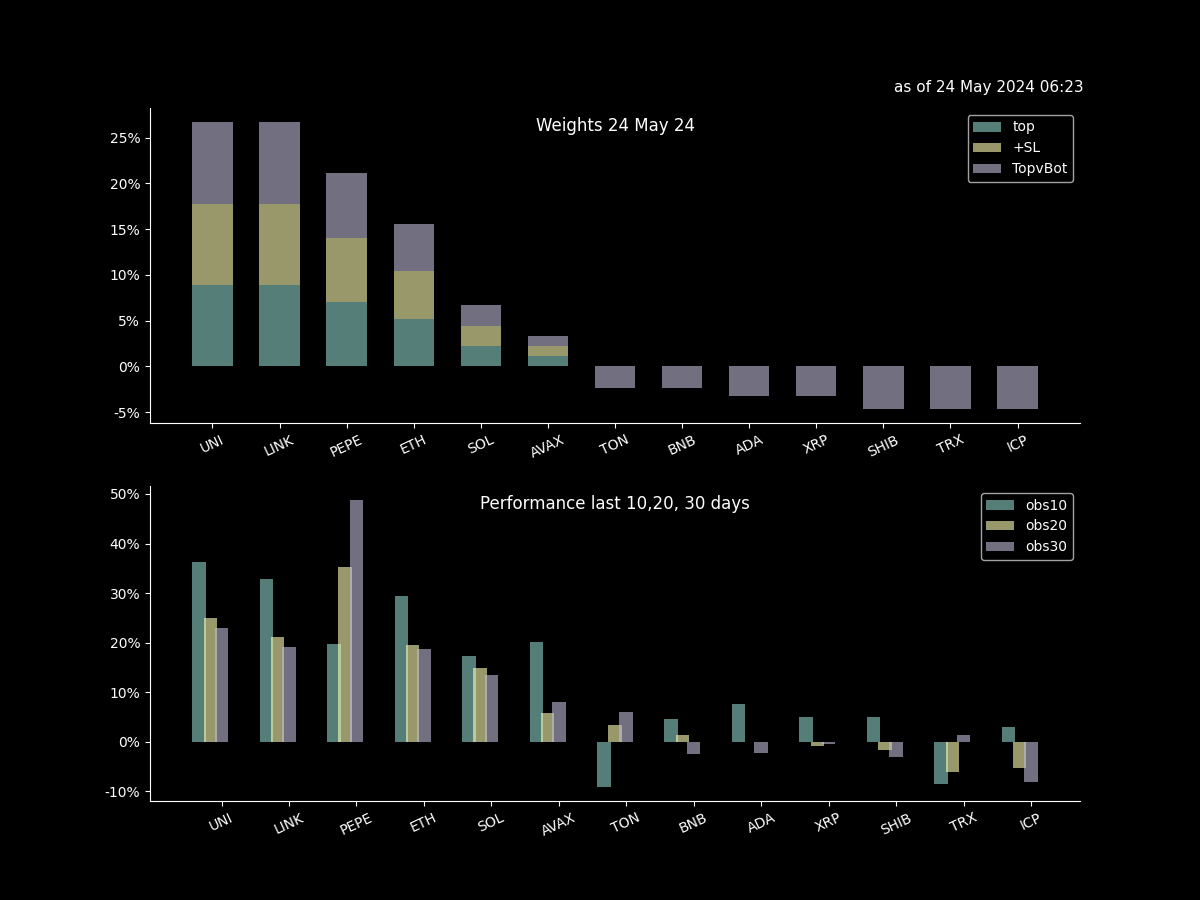 as of 24 May 2024 06:23
Weights 24 May 24
top
+SL
TopvBot
25%
20%
15%
10%
5%
0%
-5%
UNI LINK PEPE ETH SOL AVAX TON BNB ADA XRP SHIB TRX ICP
Performance last 10,20, 30 days
obs10
obs20
obs30
50%
40%
30%
20%
10%
0%
-10%
UNI LINK PEPE ETH SOL AVAX TON BNB ADA XRP SHIB TRX ICP